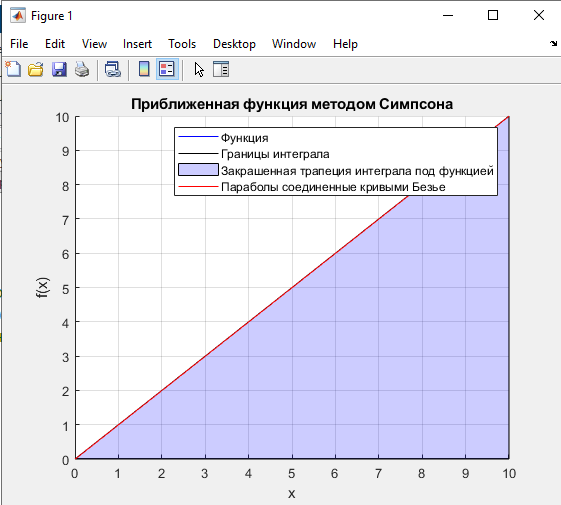 Figure 1
File Edit View Insert Tools Desktop Window Help
Приближенная функция методом Симпсона
Функция
Границы интеграла
Закрашенная трапеция интеграла под функцией
Параболы соединенные кривыми Безье
10
9
8
7
6
5
4
3
2
1
0
f(x)
0 1 2 3 4 5 6 7 8 9 10
x